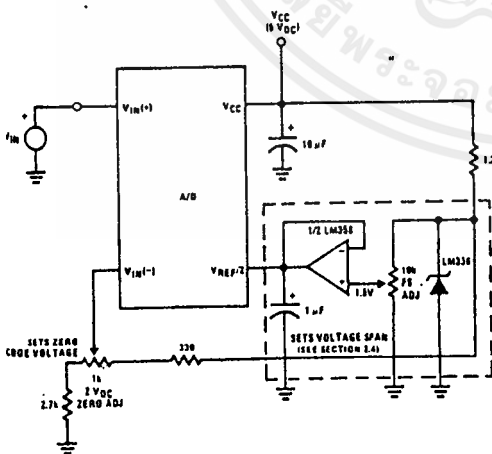 VCC
(5 VDC)
VIN(+)
VCC
10 µF
A/D
1/2 LM358
VIN(-)
VREF/2
1.5V
10k
FS
ADJ
LM336
1 µF
SETS ZERO
CODE VOLTAGE
SETS VOLTAGE SPAN
(SEE SECTION 2.4)
330
1k
2 VDC
ZERO ADJ
2.7k